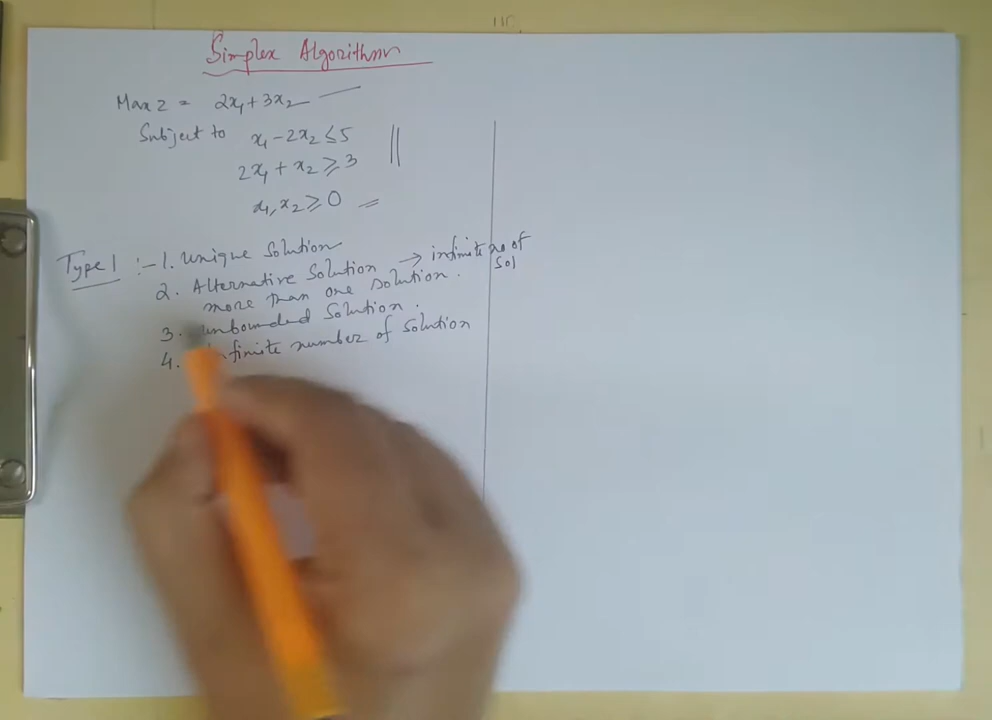 Simplex Algorithm
Max Z = 2x₁ + 3x₂
Subject to x₁ - 2x₂ ≤ 5
2x₁ + x₂ ≥ 3
x₁, x₂ ≥ 0
Type 1 :- 1. Unique Solution
2. Alternative Solution → infinite no of sol
more than one solution.
3. unbounded Solution.
4. infinite number of solution